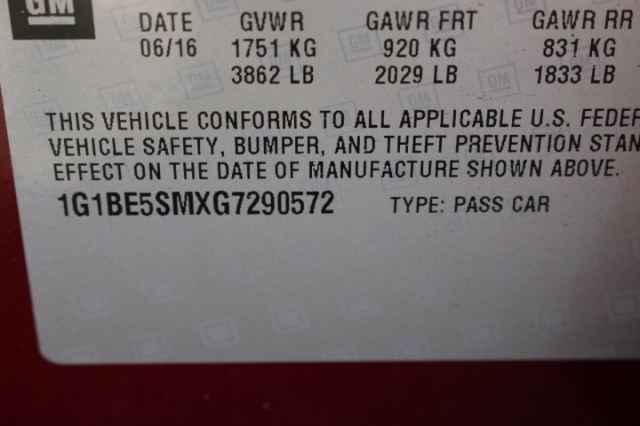 GM
DATE GVWR GAWR FRT GAWR RR
06/16 1751 KG 920 KG 831 KG
3862 LB 2029 LB 1833 LB
THIS VEHICLE CONFORMS TO ALL APPLICABLE U.S. FEDER
VEHICLE SAFETY, BUMPER, AND THEFT PREVENTION STAN
EFFECT ON THE DATE OF MANUFACTURE SHOWN ABOVE.
1G1BE5SMXG7290572 TYPE: PASS CAR